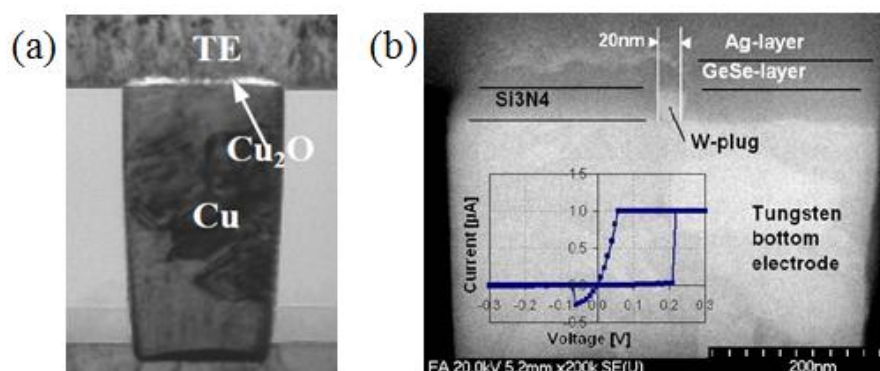 (a)
TE
Cu₂O
Cu
(b)
20nm
Ag-layer
GeSe-layer
Si3N4
W-plug
Tungsten
bottom
electrode
Current [µA]
1.5
1.0
0.5
0.0
-0.5
-0.3 -0.2 -0.1 0.0 0.1 0.2 0.3
Voltage [V]
EA 20.0kV 5.2mm x200k SE(U)
200nm